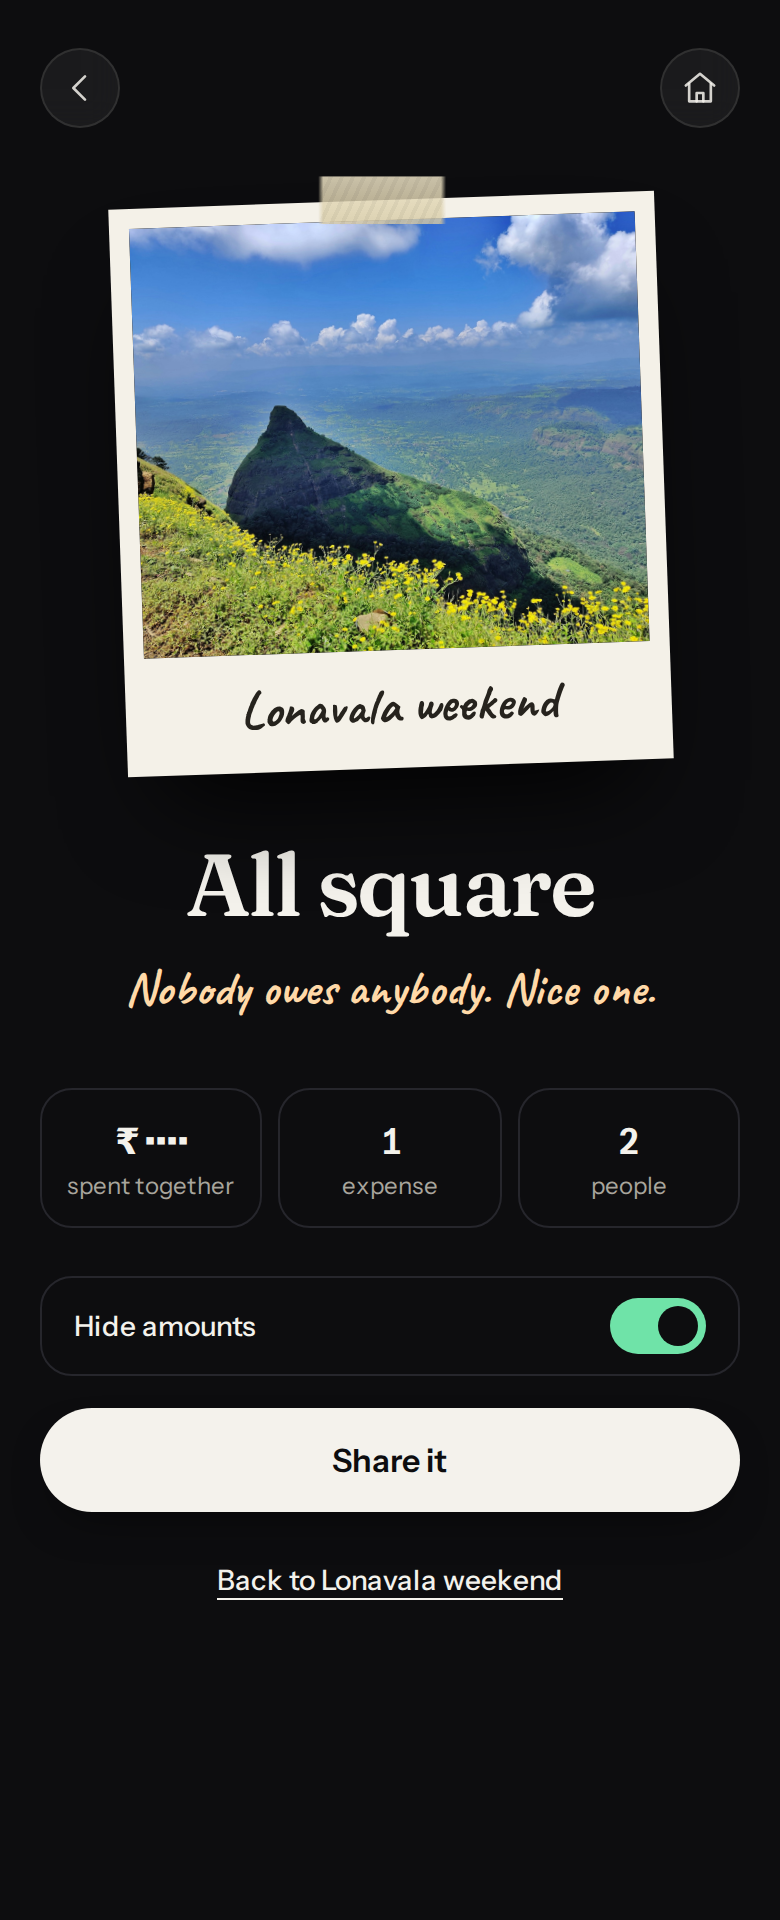 Lonavala weekend
All square
Nobody owes anybody. Nice one.
₹ ····
spent together
1
expense
2
people
Hide amounts
Share it
Back to Lonavala weekend